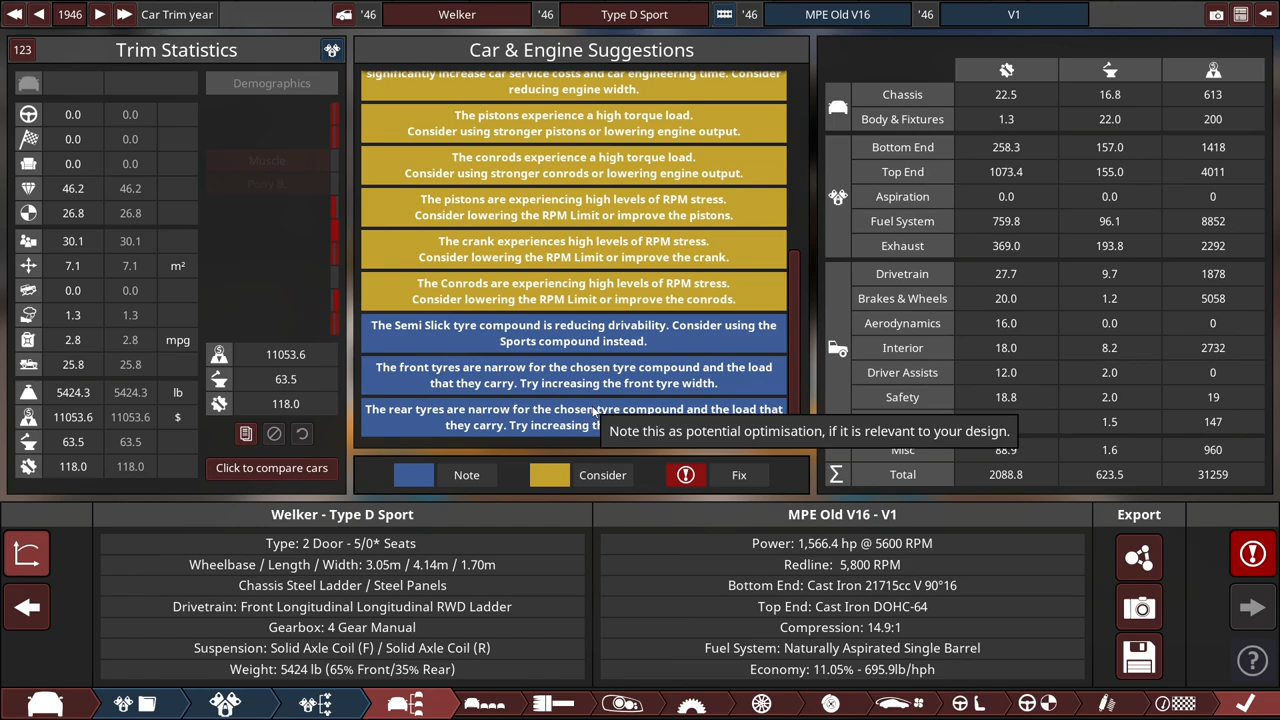 1946
Car Trim year
'46
Welker
'46
Type D Sport
'46
MPE Old V16
'46
V1
123
Trim Statistics
Demographics
0.0 0.0
0.0 0.0
0.0 0.0
Muscle
46.2 46.2
Pony B.
26.8 26.8
30.1 30.1
7.1 7.1 m²
0.0 0.0
1.3 1.3
2.8 2.8 mpg
25.8 25.8
5424.3 5424.3 lb
11053.6 11053.6 $
63.5 63.5
118.0 118.0
11053.6
63.5
118.0
Click to compare cars
Car & Engine Suggestions
significantly increase car service costs and car engineering time. Consider
reducing engine width.
The pistons experience a high torque load.
Consider using stronger pistons or lowering engine output.
The conrods experience a high torque load.
Consider using stronger conrods or lowering engine output.
The pistons are experiencing high levels of RPM stress.
Consider lowering the RPM Limit or improve the pistons.
The crank experiences high levels of RPM stress.
Consider lowering the RPM Limit or improve the crank.
The Conrods are experiencing high levels of RPM stress.
Consider lowering the RPM Limit or improve the conrods.
The Semi Slick tyre compound is reducing drivability. Consider using the
Sports compound instead.
The front tyres are narrow for the chosen tyre compound and the load
that they carry. Try increasing the front tyre width.
The rear tyres are narrow for the chosen tyre compound and the load that
they carry. Try increasing th
Note this as potential optimisation, if it is relevant to your design.
Note
Consider
Fix
Chassis 22.5 16.8 613
Body & Fixtures 1.3 22.0 200
Bottom End 258.3 157.0 1418
Top End 1073.4 155.0 4011
Aspiration 0.0 0.0 0
Fuel System 759.8 96.1 8852
Exhaust 369.0 193.8 2292
Drivetrain 27.7 9.7 1878
Brakes & Wheels 20.0 1.2 5058
Aerodynamics 16.0 0.0 0
Interior 18.0 8.2 2732
Driver Assists 12.0 2.0 0
Safety 18.8 2.0 19
1.5 147
Misc 88.9 1.6 960
Σ Total 2088.8 623.5 31259
Welker - Type D Sport
Type: 2 Door - 5/0* Seats
Wheelbase / Length / Width: 3.05m / 4.14m / 1.70m
Chassis Steel Ladder / Steel Panels
Drivetrain: Front Longitudinal Longitudinal RWD Ladder
Gearbox: 4 Gear Manual
Suspension: Solid Axle Coil (F) / Solid Axle Coil (R)
Weight: 5424 lb (65% Front/35% Rear)
MPE Old V16 - V1
Power: 1,566.4 hp @ 5600 RPM
Redline: 5,800 RPM
Bottom End: Cast Iron 21715cc V 90°16
Top End: Cast Iron DOHC-64
Compression: 14.9:1
Fuel System: Naturally Aspirated Single Barrel
Economy: 11.05% - 695.9lb/hph
Export